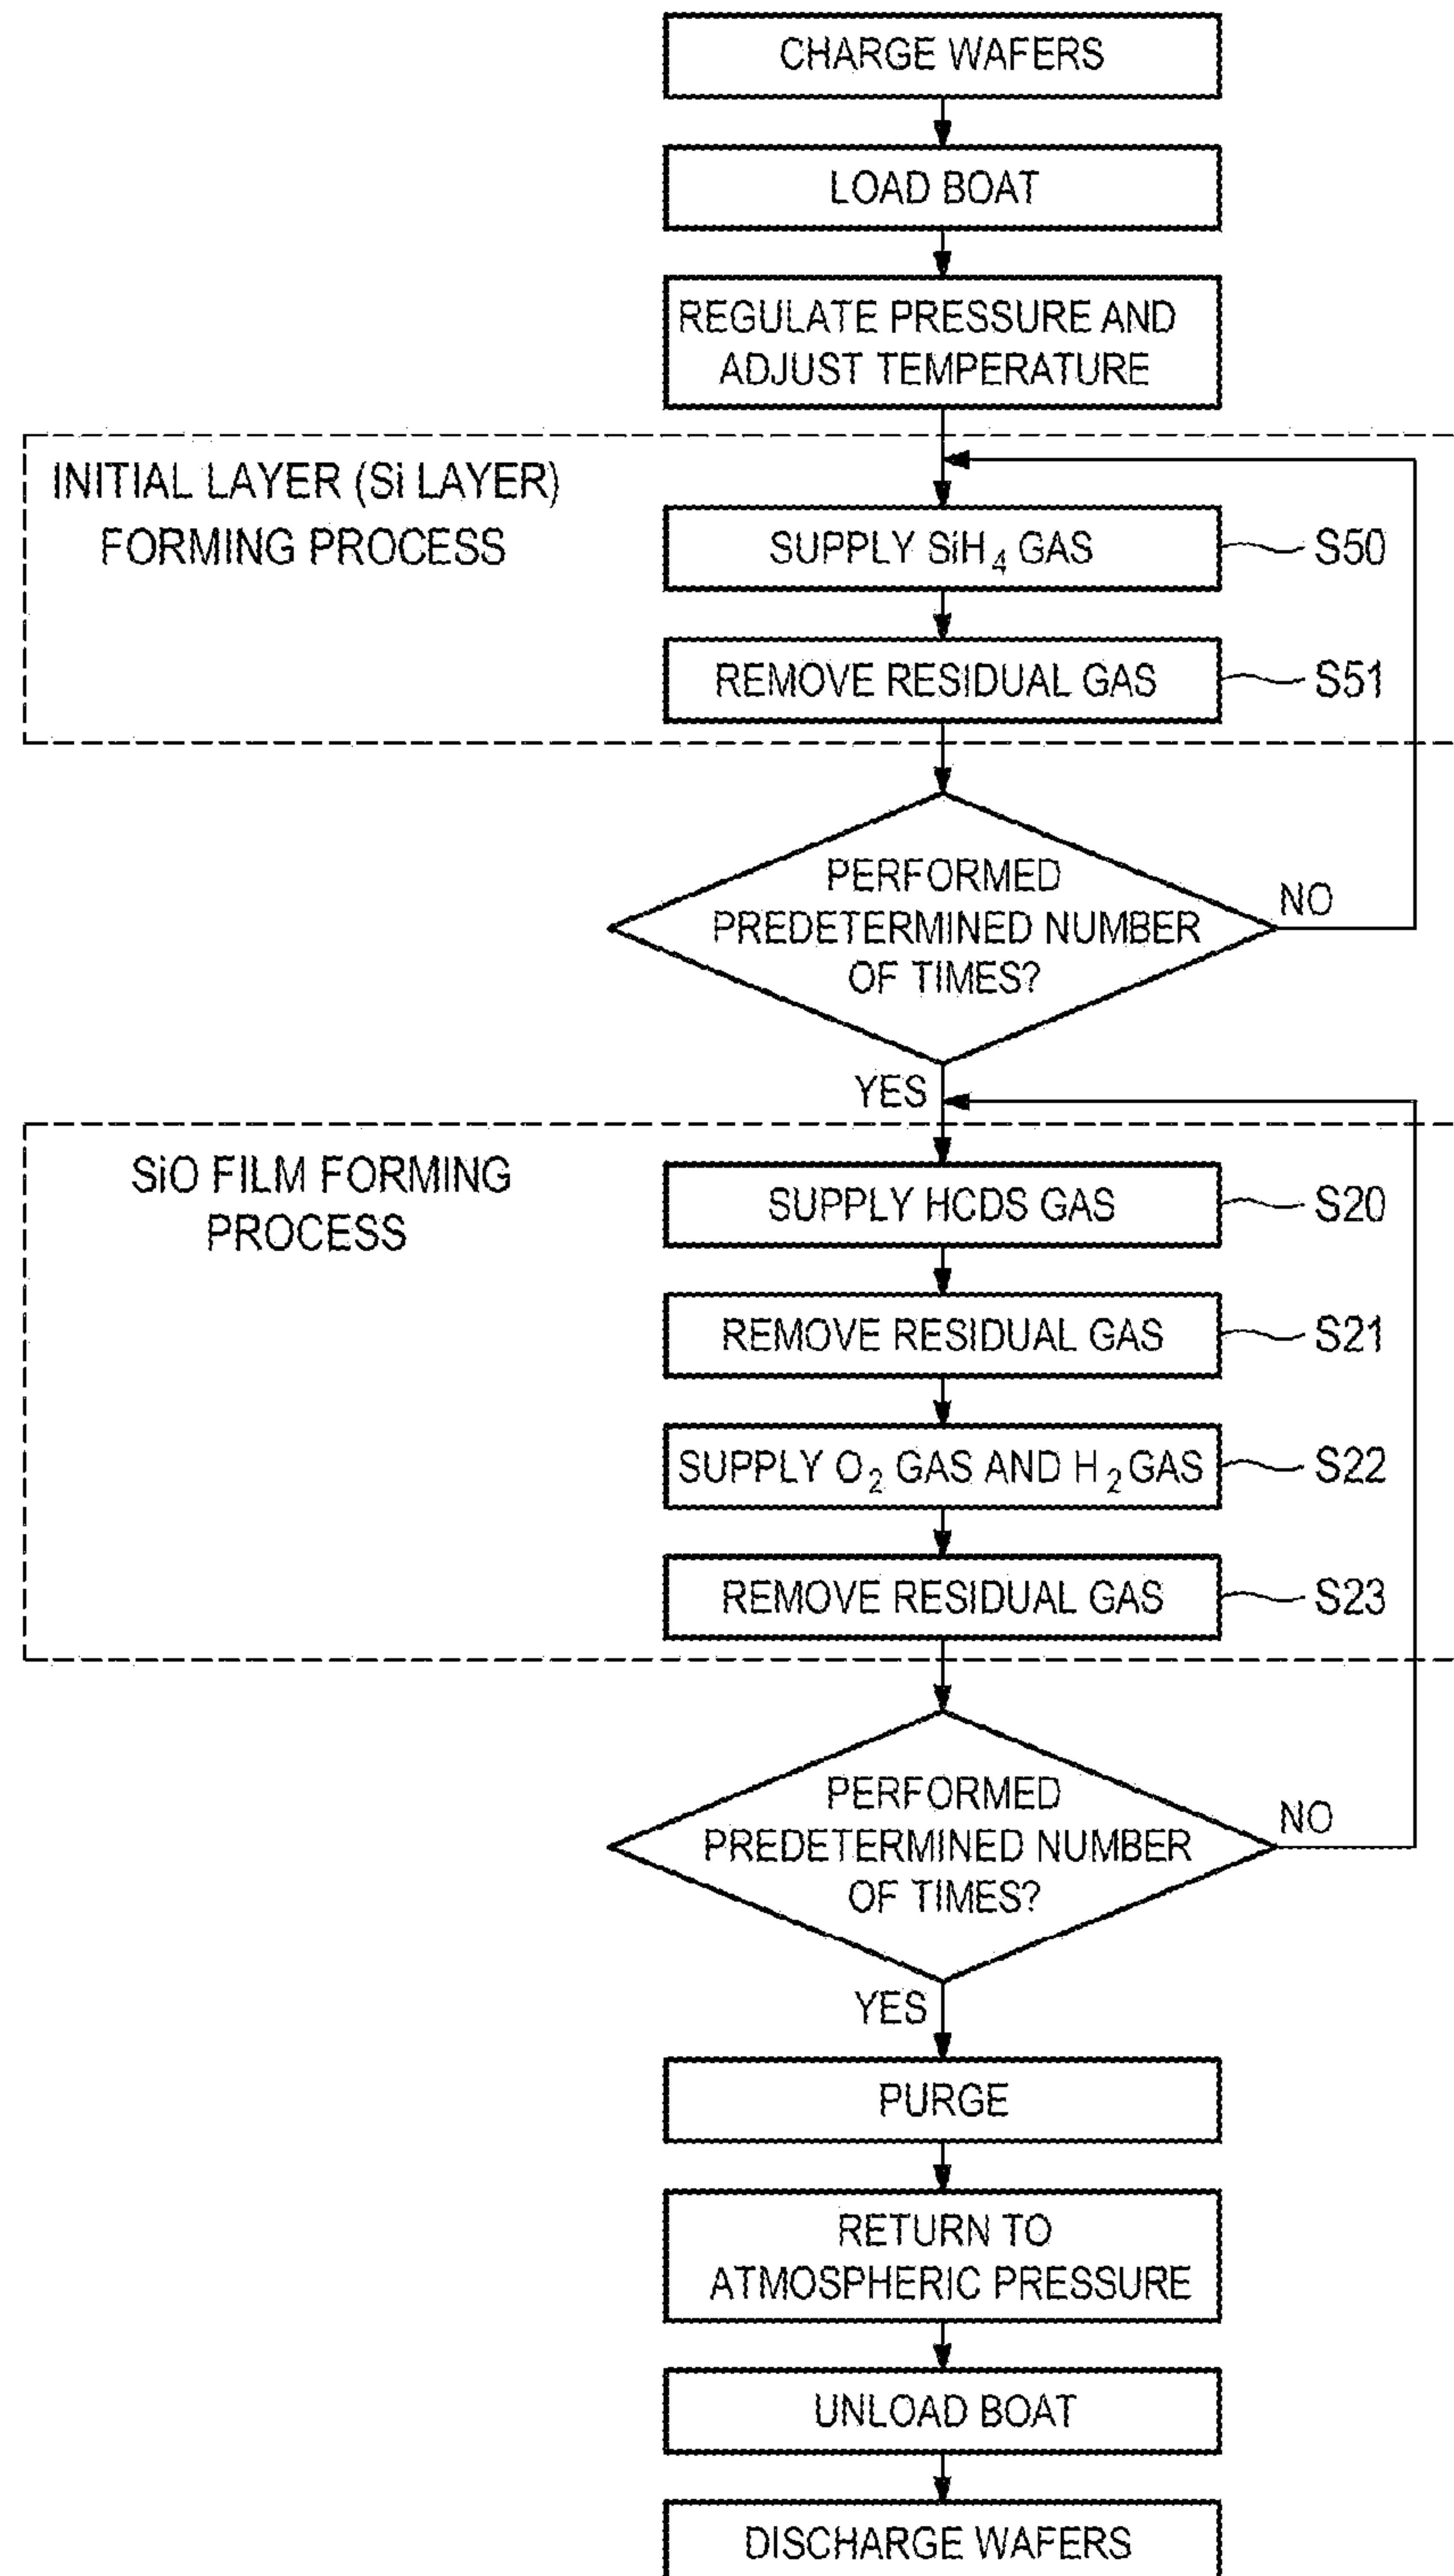 CHARGE WAFERS
LOAD BOAT
REGULATE PRESSURE AND
ADJUST TEMPERATURE
INITIAL LAYER (Si LAYER)
FORMING PROCESS
SUPPLY SiH4 GAS
S50
REMOVE RESIDUAL GAS
S51
PERFORMED
PREDETERMINED NUMBER
OF TIMES?
NO
YES
SiO FILM FORMING
PROCESS
SUPPLY HCDS GAS
S20
REMOVE RESIDUAL GAS
S21
SUPPLY O2 GAS AND H2 GAS
S22
REMOVE RESIDUAL GAS
S23
PERFORMED
PREDETERMINED NUMBER
OF TIMES?
NO
YES
PURGE
RETURN TO
ATMOSPHERIC PRESSURE
UNLOAD BOAT
DISCHARGE WAFERS